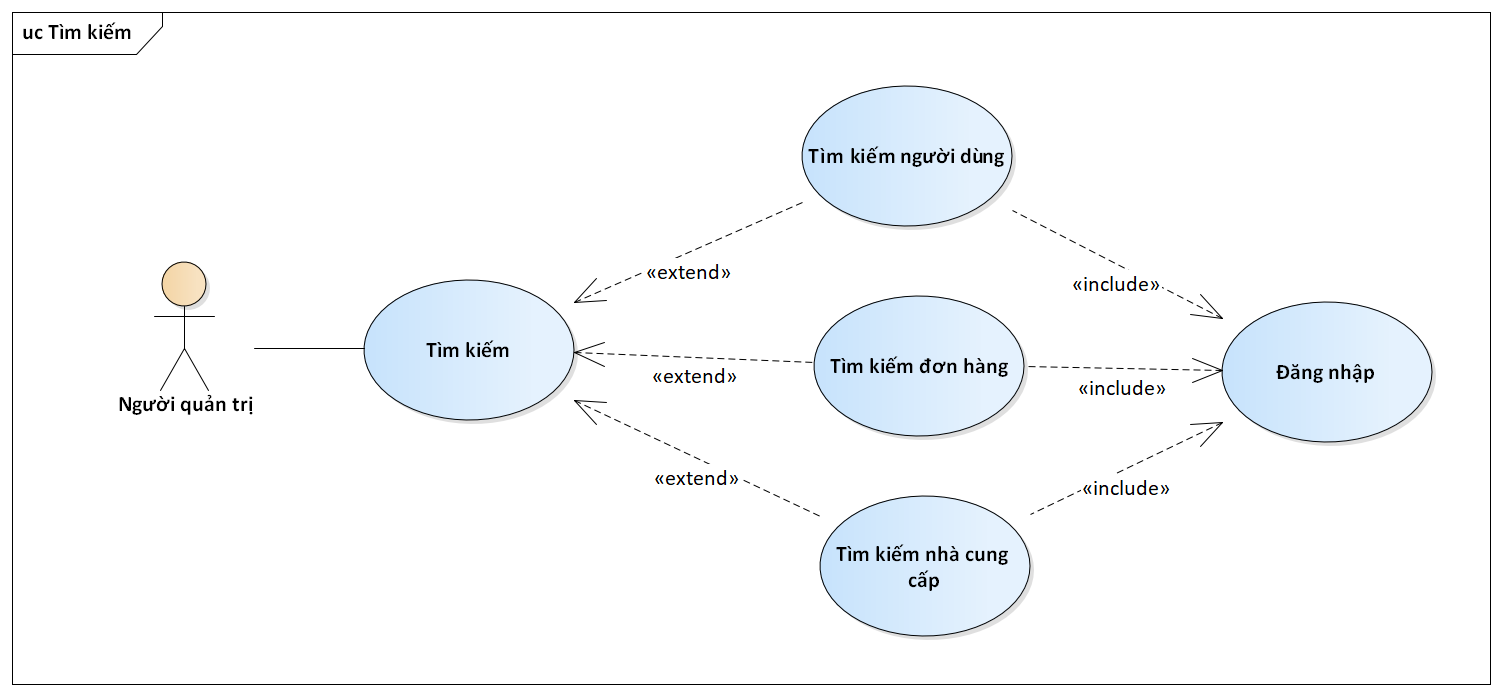 uc Tìm kiếm
Tìm kiếm người dùng
«extend»
«include»
Người quản trị
Tìm kiếm
«extend»
Tìm kiếm đơn hàng
«include»
Đăng nhập
«extend»
«include»
Tìm kiếm nhà cung
cấp